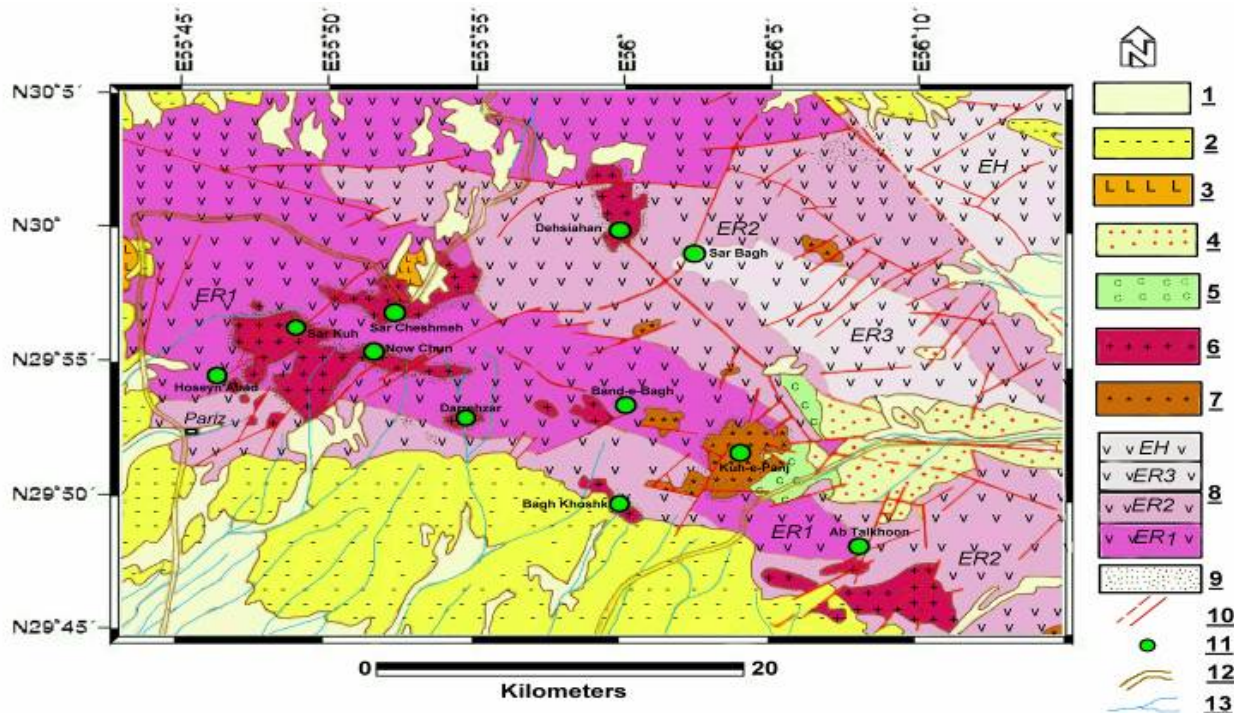 E55°45′
E55°50′
E55°55′
E56°
E56°5′
E56°10′
N30°5′
N30°
N29°55′
N29°50′
N29°45′
EH
Dehsiahan
ER2
Sar Bagh
ER1
Sar Cheshmeh
Sar Kuh
Now Chun
ER3
Hoseyn Abad
Band-e-Bagh
Darrehzar
Pariz
Kuh-e-Panj
Bagh Khoshk
ER1
Ab Talkhoon
ER2
0 20
Kilometers
N
1
2
3
4
5
6
7
EH
ER3
ER2
ER1
8
9
10
11
12
13